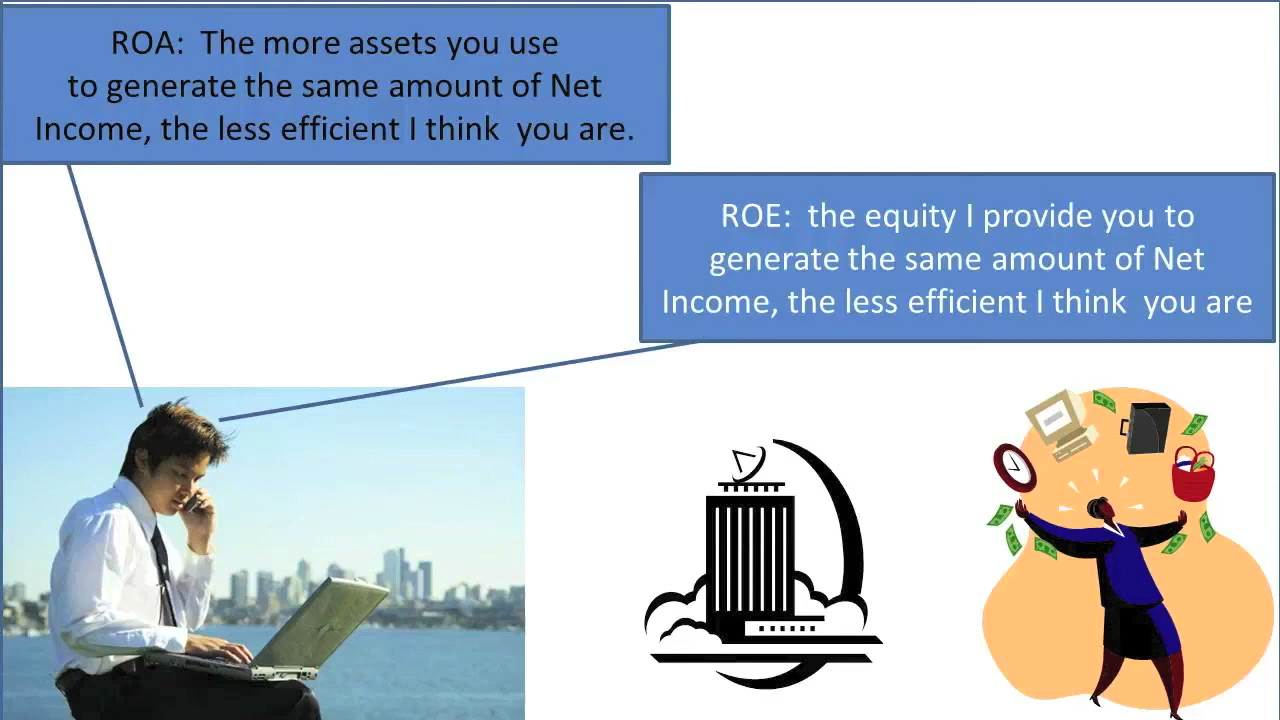 ROA:  The more assets you use
to generate the same amount of Net
Income, the less efficient I think  you are.
ROE:  the equity I provide you to
generate the same amount of Net
Income, the less efficient I think  you are